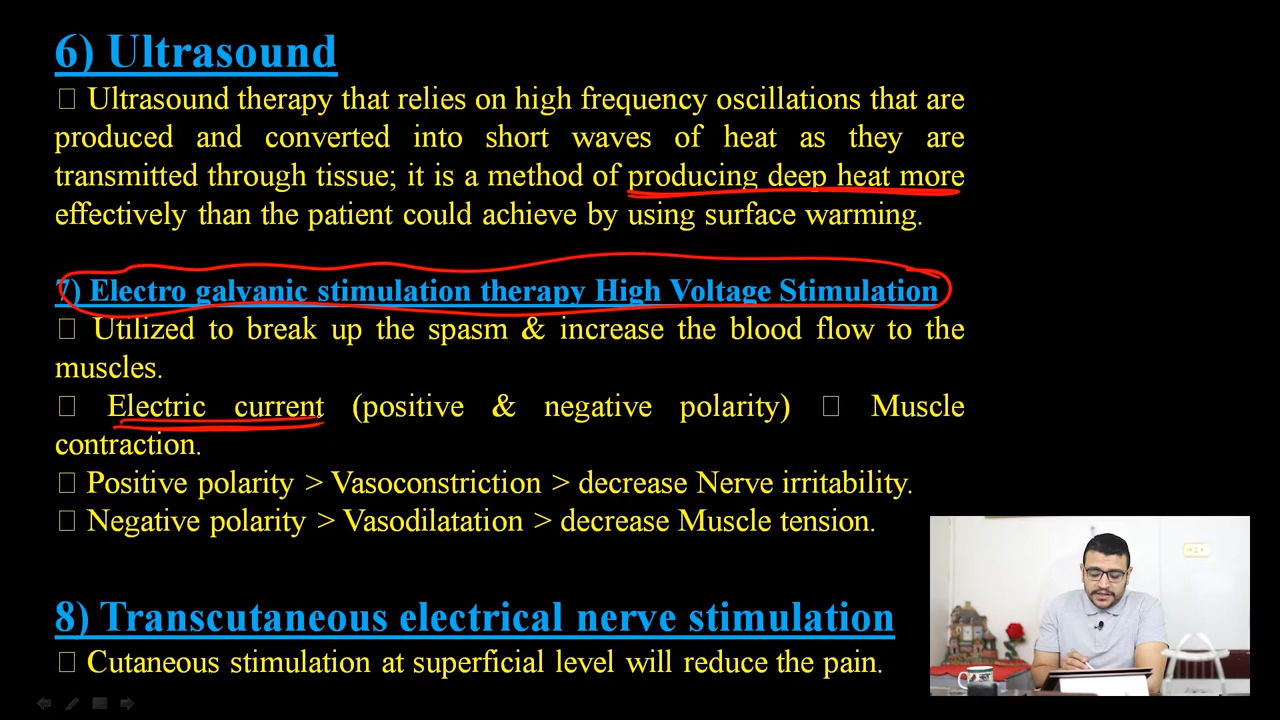 6) Ultrasound
□ Ultrasound therapy that relies on high frequency oscillations that are
produced and converted into short waves of heat as they are
transmitted through tissue; it is a method of producing deep heat more
effectively than the patient could achieve by using surface warming.
7) Electro galvanic stimulation therapy High Voltage Stimulation
□ Utilized to break up the spasm & increase the blood flow to the
muscles.
□ Electric current (positive & negative polarity) □ Muscle
contraction.
□ Positive polarity > Vasoconstriction > decrease Nerve irritability.
□ Negative polarity > Vasodilatation > decrease Muscle tension.
8) Transcutaneous electrical nerve stimulation
□ Cutaneous stimulation at superficial level will reduce the pain.